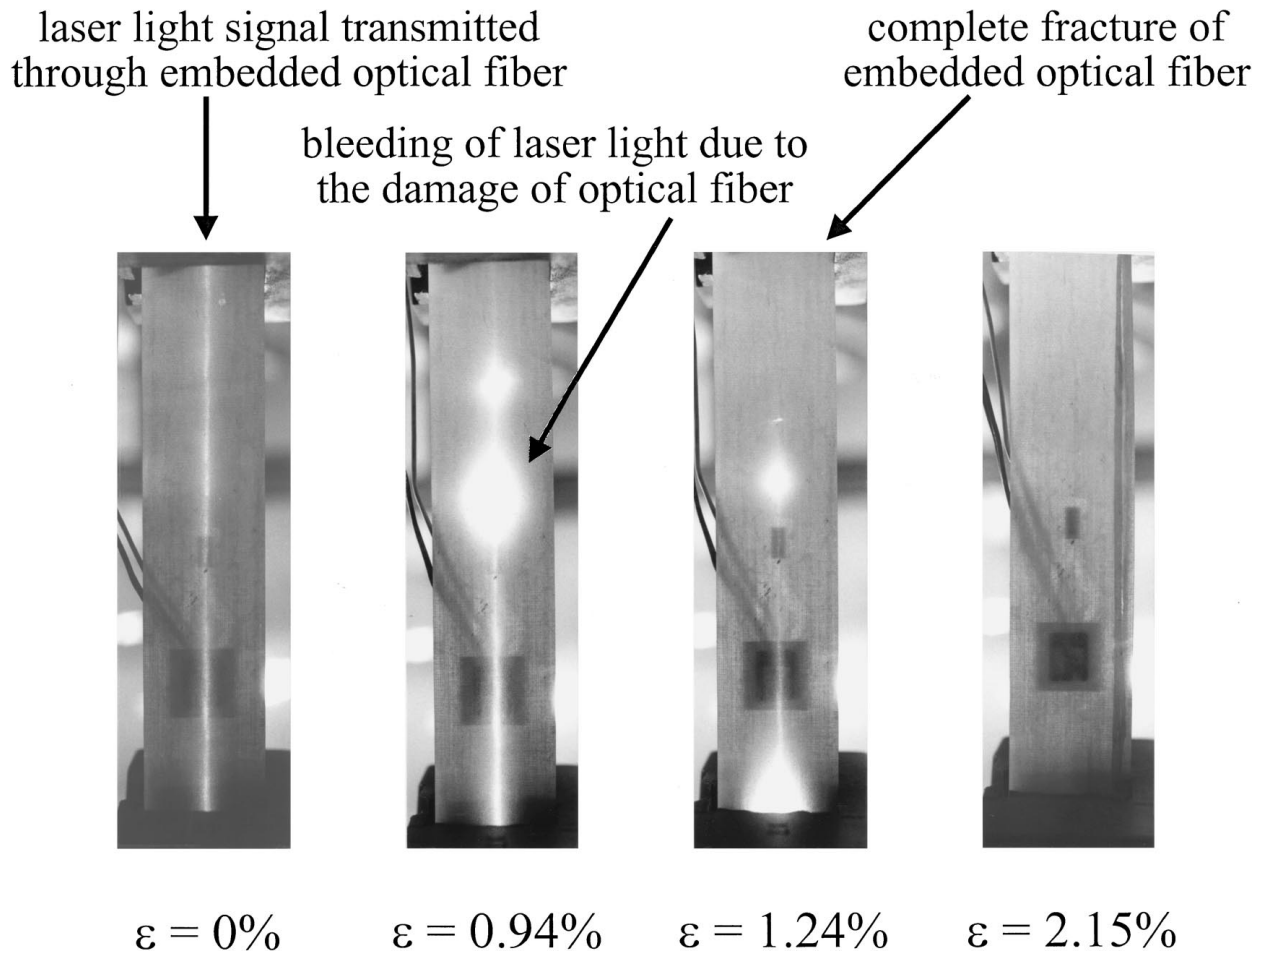 laser light signal transmitted
through embedded optical fiber
complete fracture of
embedded optical fiber
bleeding of laser light due to
the damage of optical fiber
ε = 0%
ε = 0.94%
ε = 1.24%
ε = 2.15%